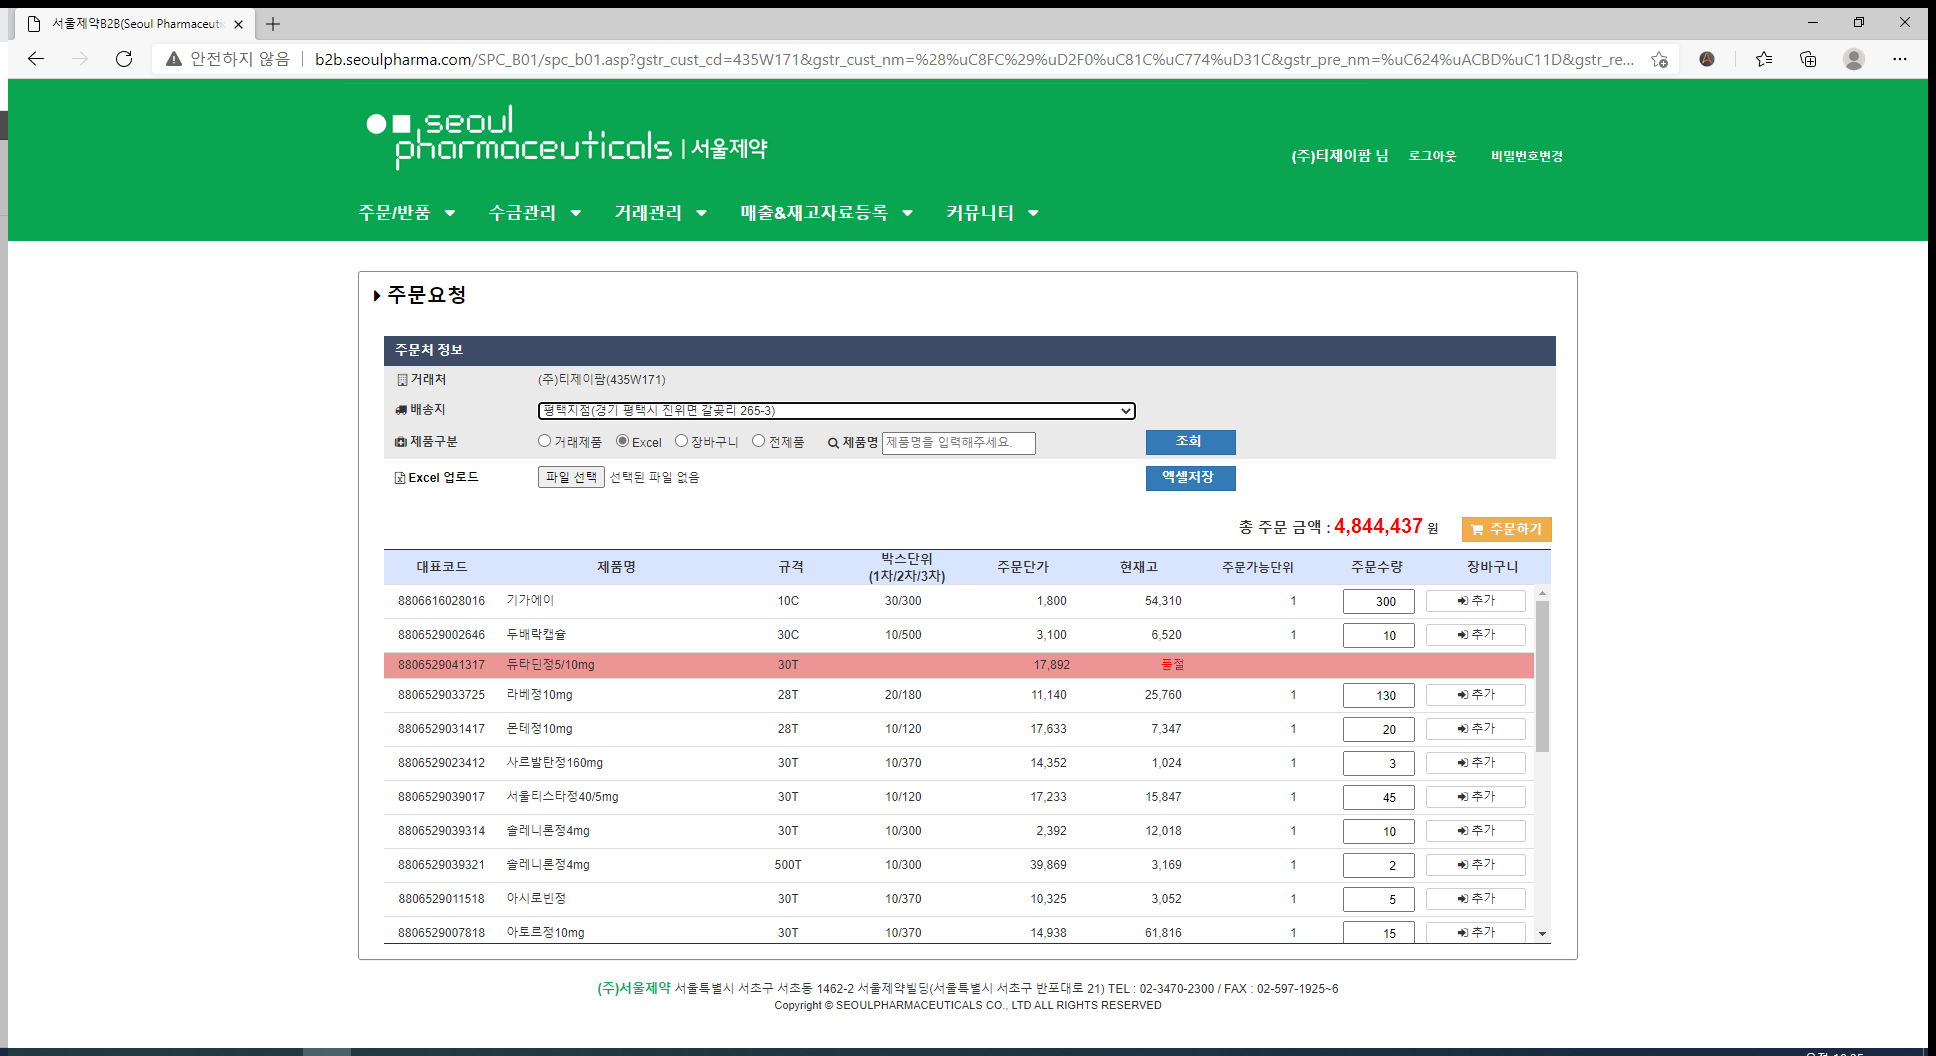 서울제약B2B(Seoul Pharmaceuti
안전하지 않음 b2b.seoulpharma.com/SPC_B01/spc_b01.asp?gstr_cust_cd=435W171&gstr_cust_nm=%28%uC8FC%29%uD2F0%uC81C%uC774%uD31C&gstr_pre_nm=%uC624%uACBD%uC11D&gstr_re...
seoul
pharmaceuticals | 서울제약
(주)티제이팜 님 로그아웃 비밀번호변경
주문/반품 수금관리 거래관리 매출&재고자료등록 커뮤니티
주문요청
주문처 정보
거래처 (주)티제이팜(435W171)
배송지 평택지점(경기 평택시 진위면 갈곶리 265-3)
제품구분 거래제품 Excel 장바구니 전제품 제품명 제품명을 입력해주세요. 조회
Excel 업로드 파일 선택 선택된 파일 없음 엑셀저장
총 주문 금액 : 4,844,437 원 주문하기
대표코드 제품명 규격 박스단위 (1차/2차/3차) 주문단가 현재고 주문가능단위 주문수량 장바구니
8806616028016 기가에이 10C 30/300 1,800 54,310 1 300 추가
8806529002646 두배락캡슐 30C 10/500 3,100 6,520 1 10 추가
8806529041317 듀타딘정5/10mg 30T 17,892 품절
8806529033725 라베정10mg 28T 20/180 11,140 25,760 1 130 추가
8806529031417 몬테정10mg 28T 10/120 17,633 7,347 1 20 추가
8806529023412 사르발탄정160mg 30T 10/370 14,352 1,024 1 3 추가
8806529039017 서울티스타정40/5mg 30T 10/120 17,233 15,847 1 45 추가
8806529039314 솔레니론정4mg 30T 10/300 2,392 12,018 1 10 추가
8806529039321 솔레니론정4mg 500T 10/300 39,869 3,169 1 2 추가
8806529011518 아시로빈정 30T 10/370 10,325 3,052 1 5 추가
8806529007818 아토르정10mg 30T 10/370 14,938 61,816 1 15 추가
(주)서울제약 서울특별시 서초구 서초동 1462-2 서울제약빌딩(서울특별시 서초구 반포대로 21) TEL : 02-3470-2300 / FAX : 02-597-1925~6
Copyright © SEOULPHARMACEUTICALS CO., LTD ALL RIGHTS RESERVED